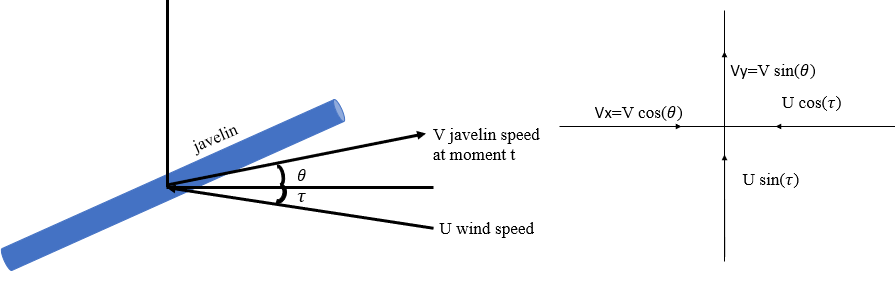 javelin
V javelin speed
at moment t
θ
τ
U wind speed
Vy=V sin(θ)
Vx=V cos(θ)
U cos(τ)
U sin(τ)